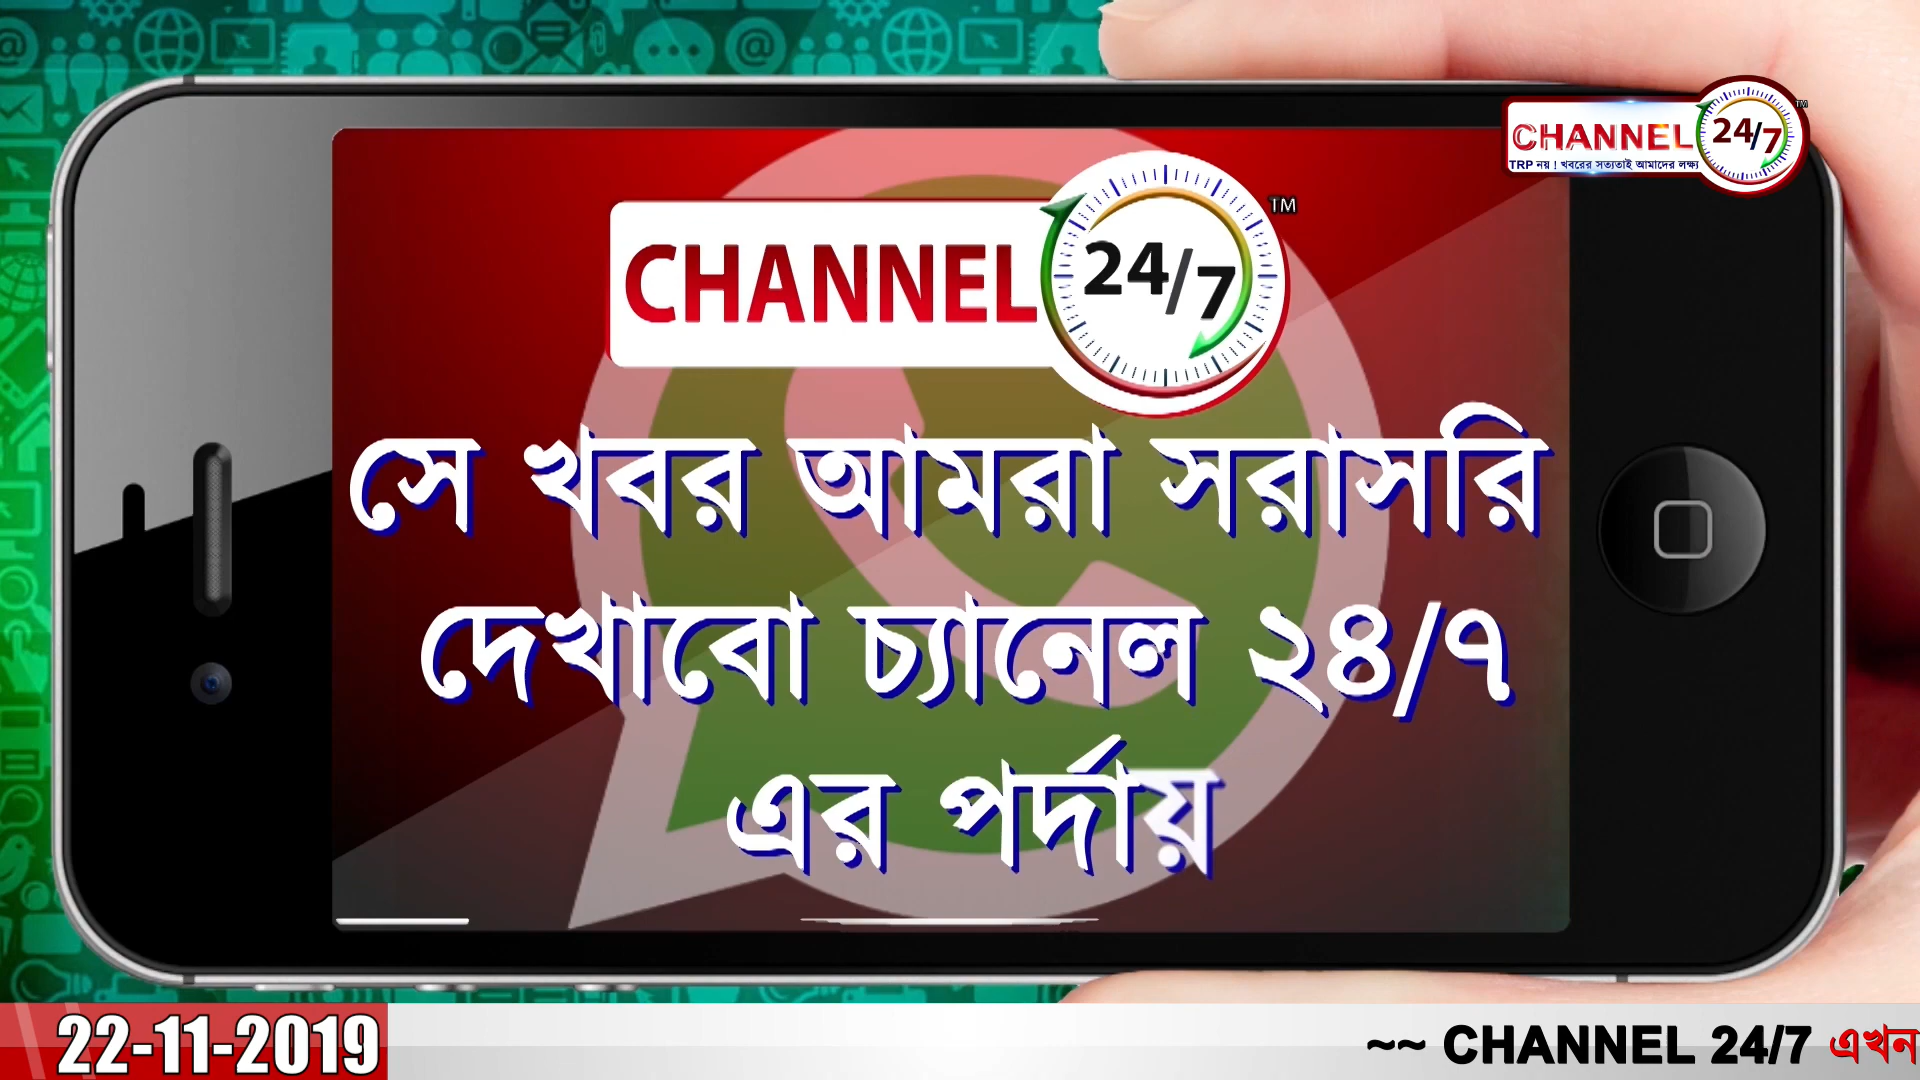 CHANNEL 24/7 TM
TRP নয় ! খবরের সত্যতাই আমাদের লক্ষ্য
CHANNEL 24/7 TM
সে খবর আমরা সরাসরি
দেখাবো চ্যানেল ২৪/৭
এর পর্দায়
22-11-2019
~~ CHANNEL 24/7 এখন